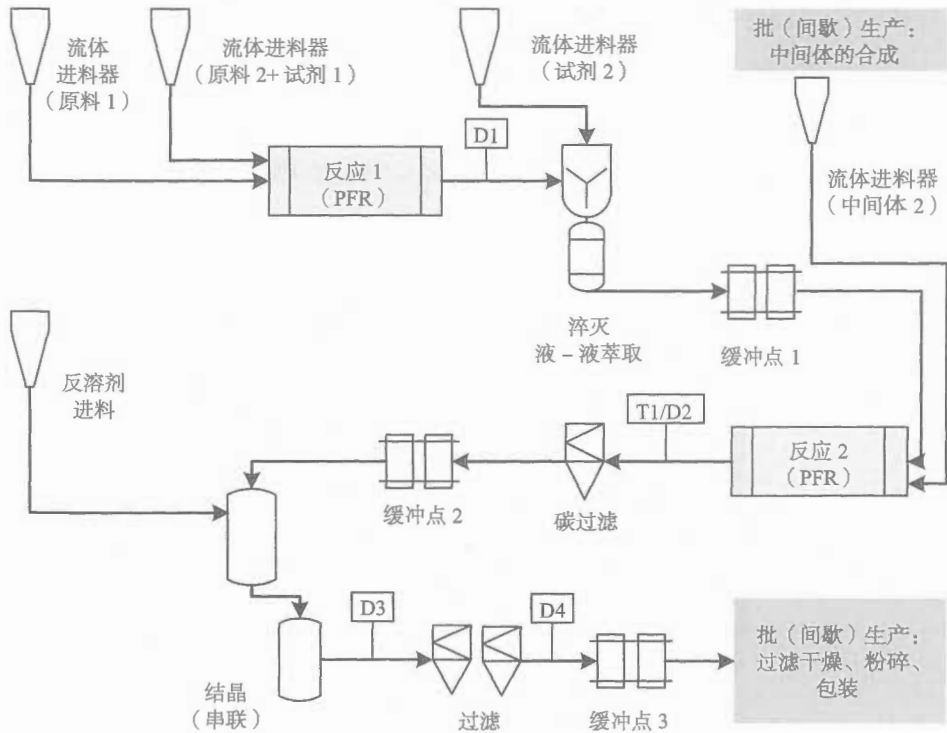 流体
进料器
（原料 1）
流体进料器
（原料 2+ 试剂 1）
流体进料器
（试剂 2）
批（间歇）生产：
中间体的合成
D1
反应 1
（PFR）
流体进料器
（中间体 2）
淬灭
液－液萃取
缓冲点 1
反溶剂
进料
T1/D2
反应 2
（PFR）
碳过滤
缓冲点 2
D3
D4
批（间歇）生产：
过滤干燥、粉碎、
包装
结晶
（串联）
过滤
缓冲点 3